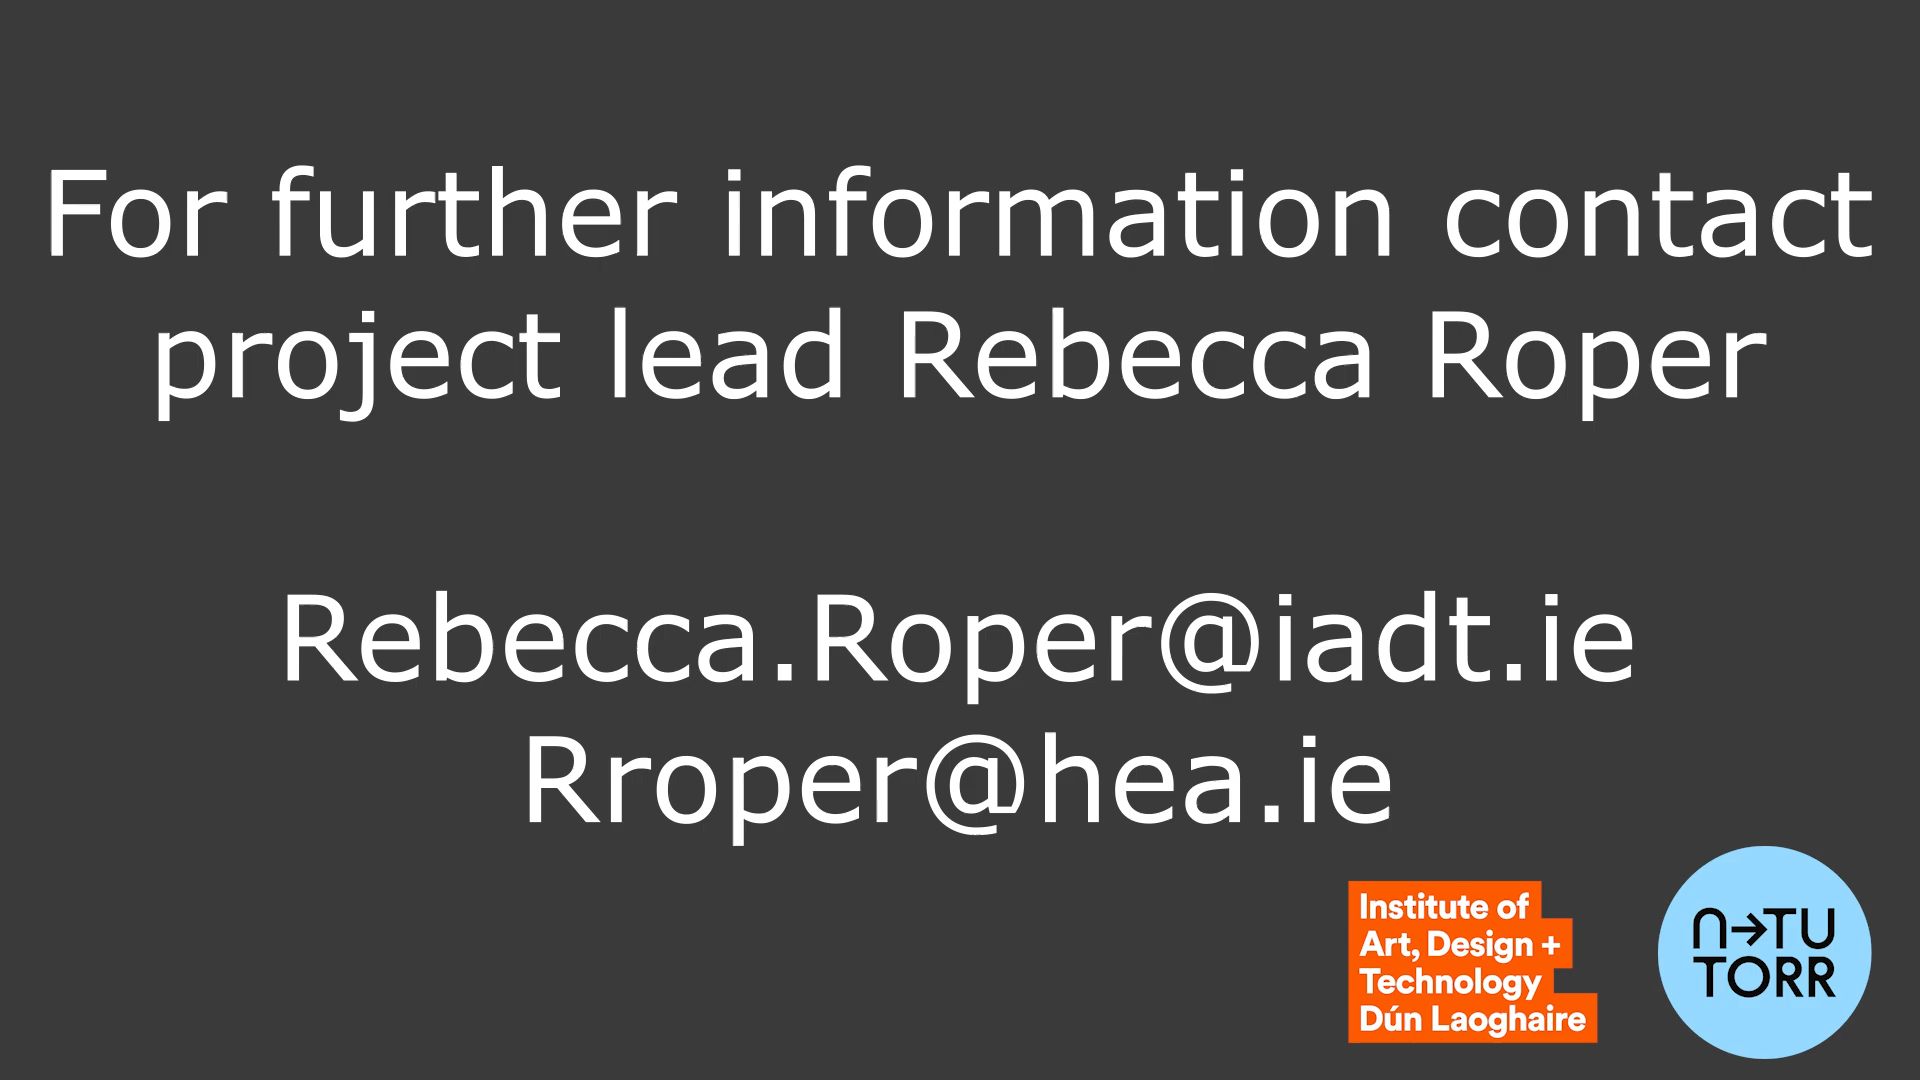 For further information contact
project lead Rebecca Roper
Rebecca.Roper@iadt.ie
Rroper@hea.ie
Institute of
Art, Design +
Technology
Dún Laoghaire
N→TU
TORR